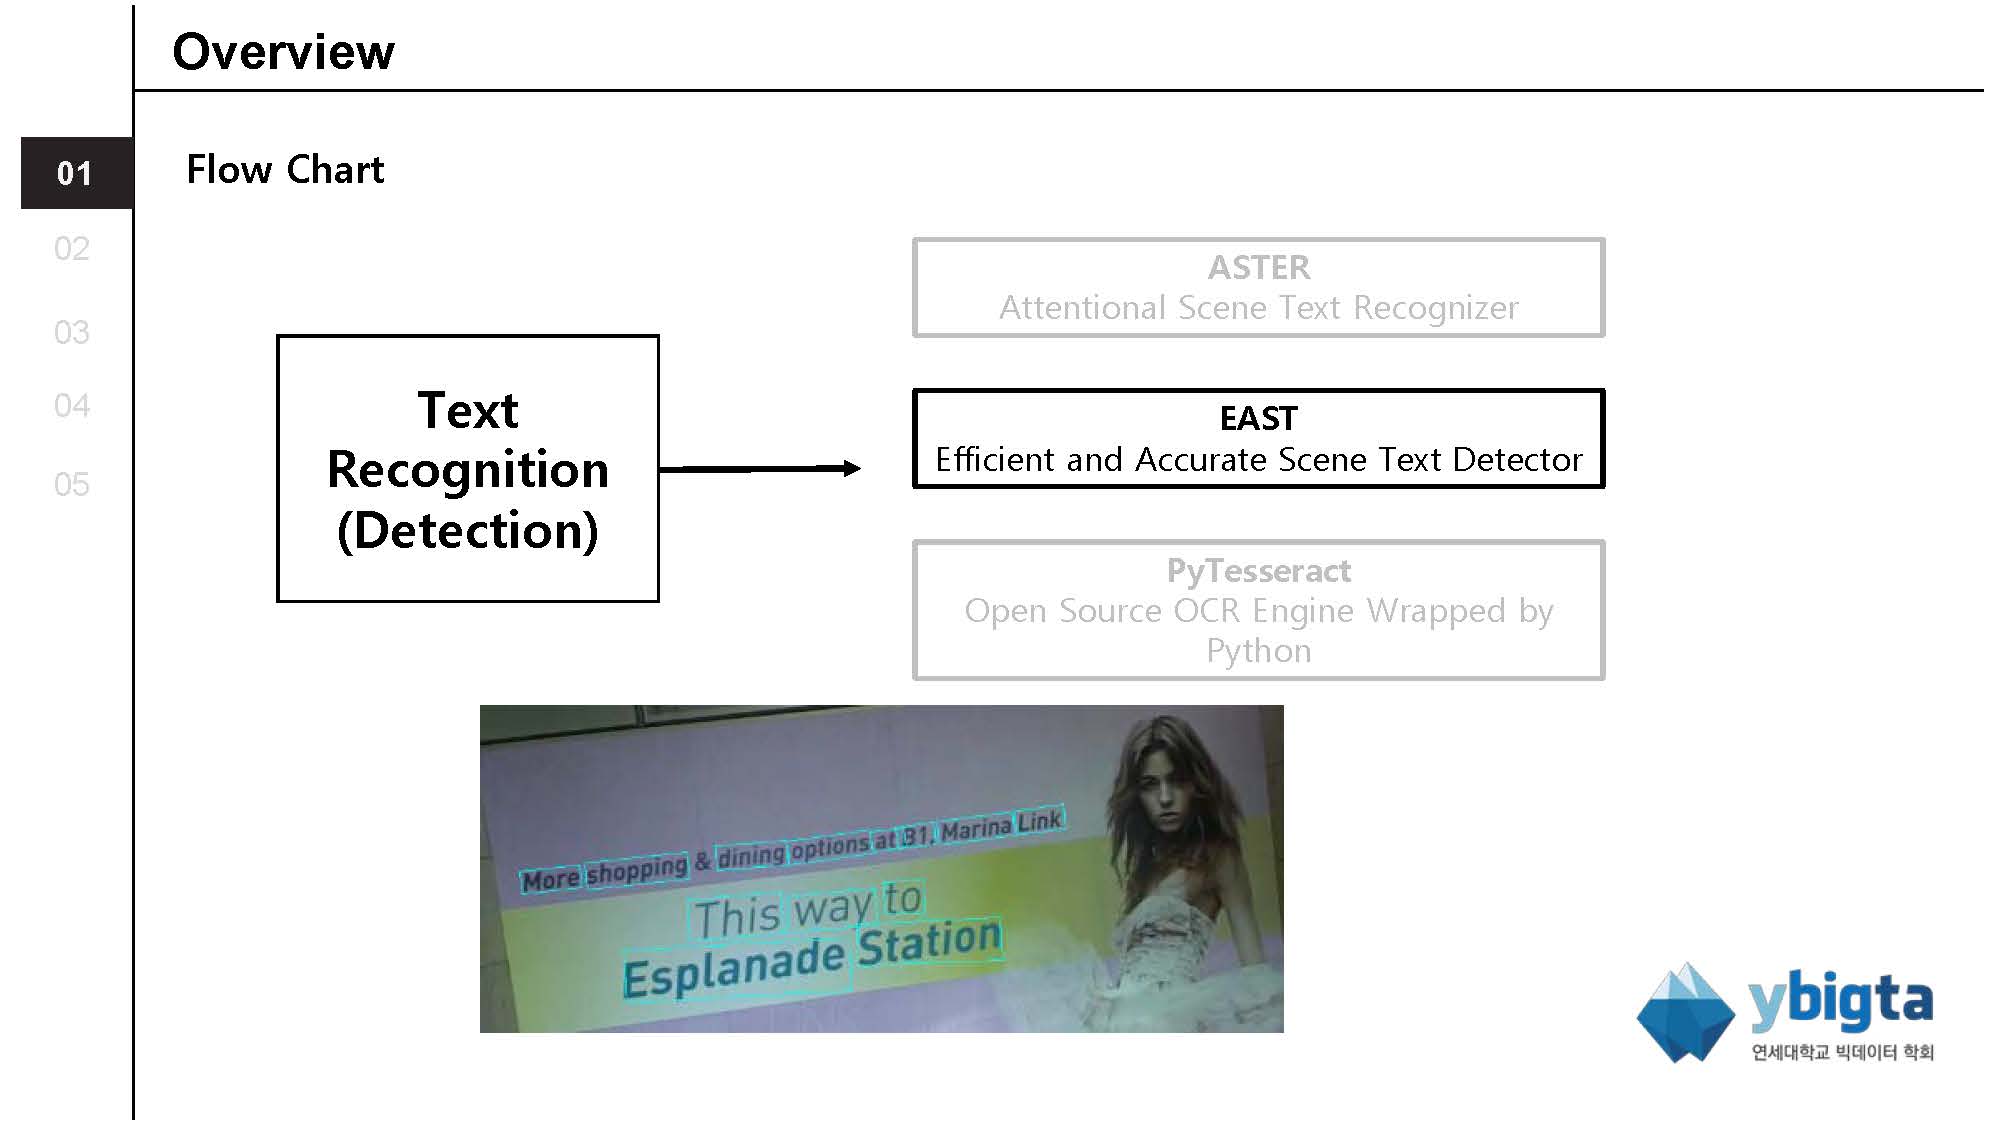 Overview
01
02
03
04
05
Flow Chart
Text
Recognition
(Detection)
ASTER
Attentional Scene Text Recognizer
EAST
Efficient and Accurate Scene Text Detector
PyTesseract
Open Source OCR Engine Wrapped by
Python
More shopping & dining options at B1, Marina Link
This way to
Esplanade Station
ybigta
연세대학교 빅데이터 학회